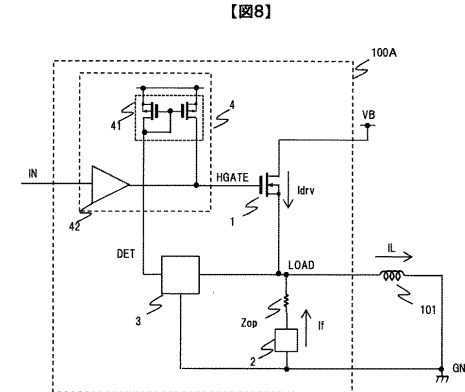 【図8】
100A
VB
41
4
IN
HGATE
Idrv
1
42
DET
LOAD
IL
3
Zop
If
101
2
GN